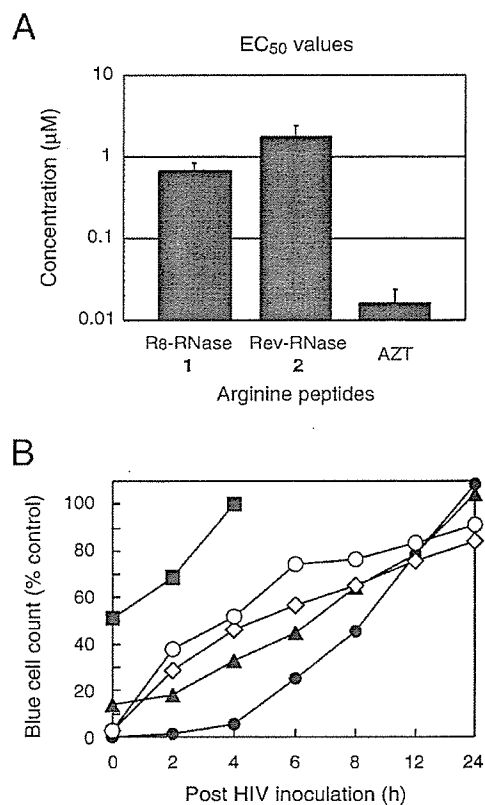 A
EC50 values
Concentration (µM)
10
1
0.1
0.01
R8-RNase
1
Rev-RNase
2
AZT
Arginine peptides
B
Blue cell count (% control)
100
80
60
40
20
0
0 2 4 6 8 12 24
Post HIV inoculation (h)